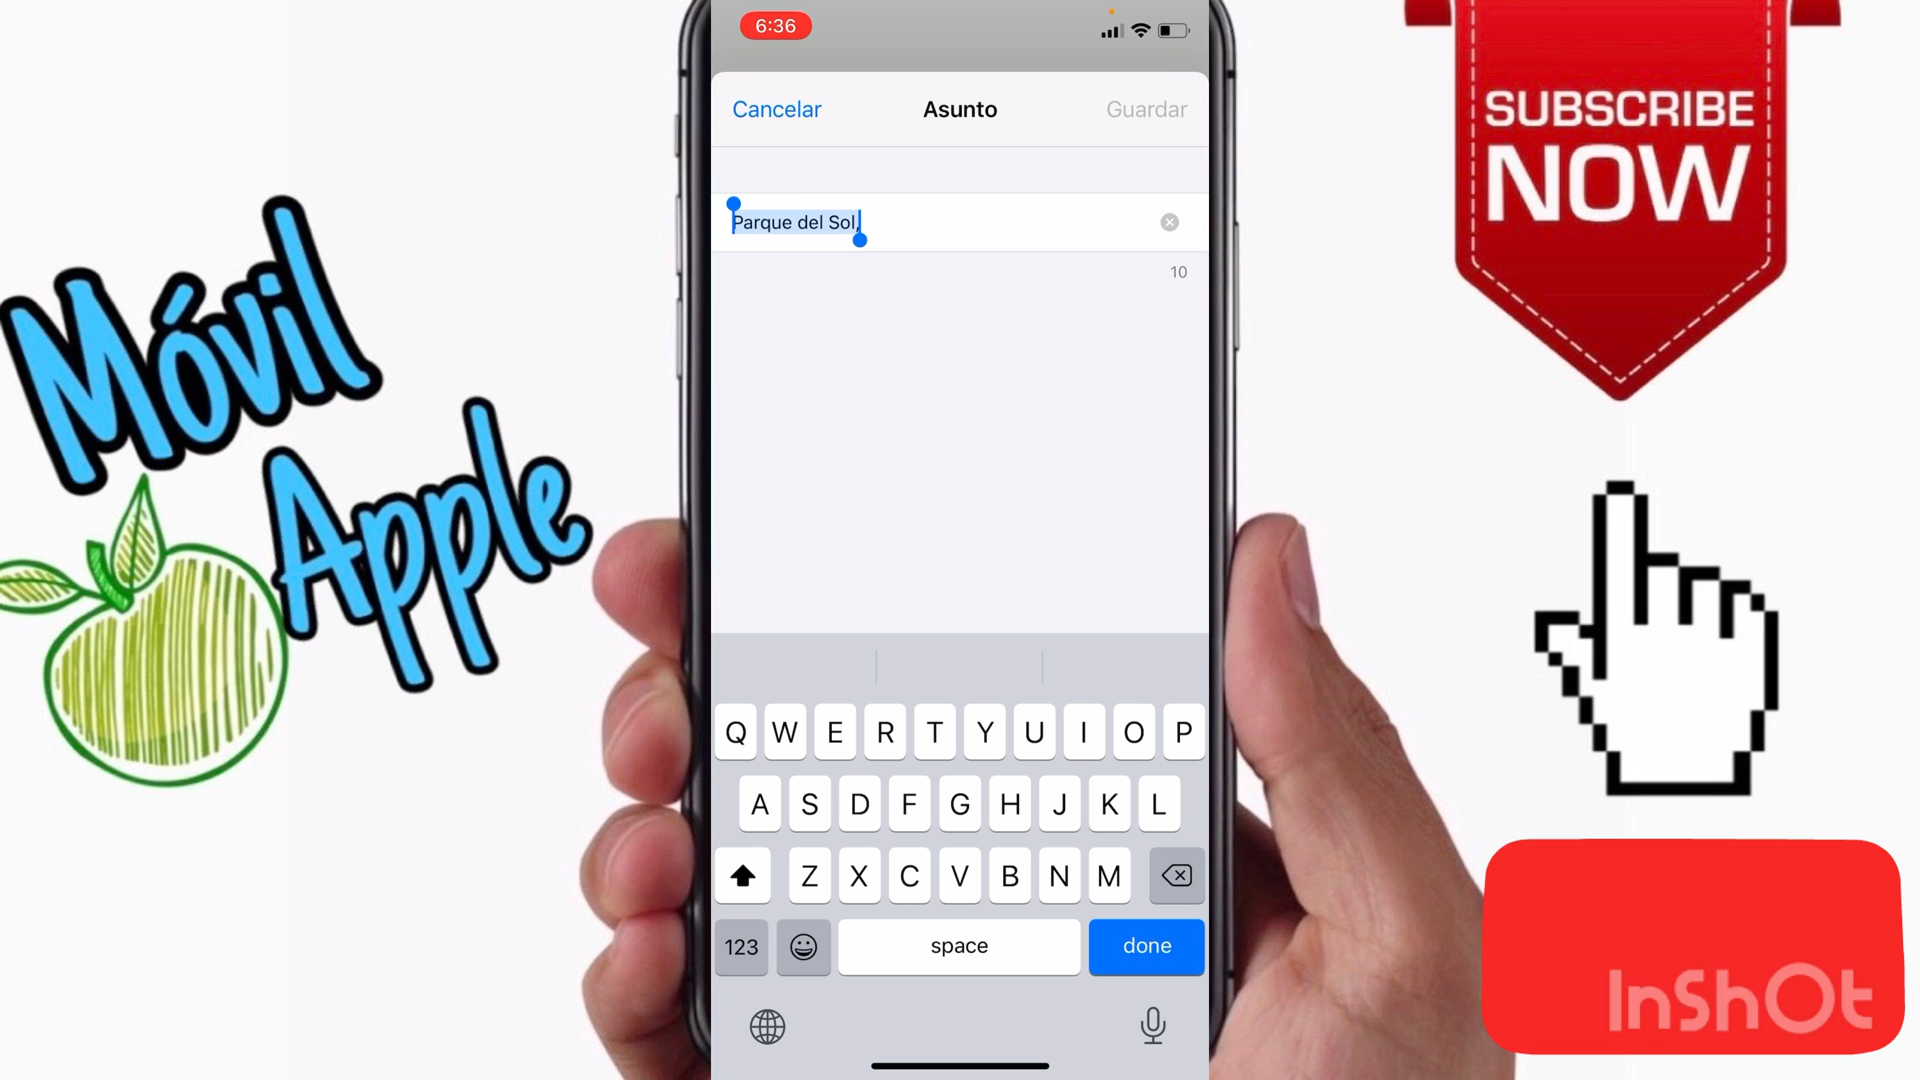 6:36
Cancelar
Asunto
Guardar
Parque del Sol,
10
Q W E R T Y U I O P
A S D F G H J K L
Z X C V B N M
123
space
done
Móvil
Apple
SUBSCRIBE
NOW
InShOt